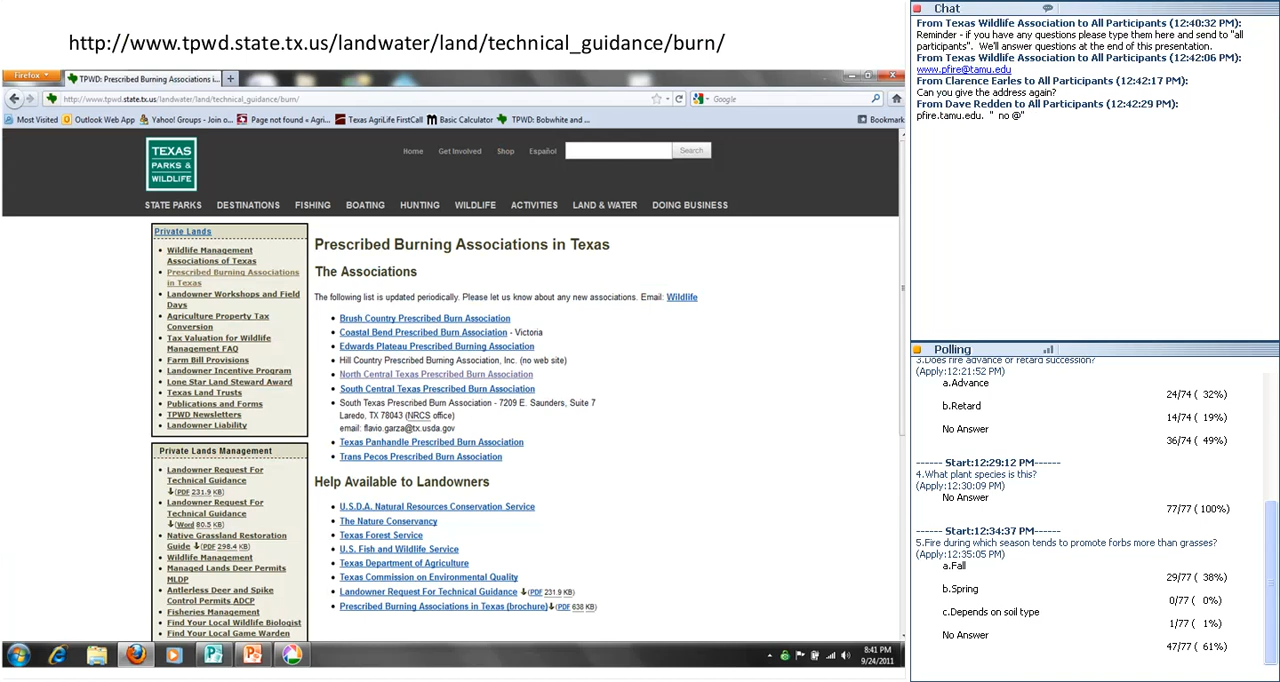 http://www.tpwd.state.tx.us/landwater/land/technical_guidance/burn/
Firefox
TPWD: Prescribed Burning Associations i...
http://www.tpwd.state.tx.us/landwater/land/technical_guidance/burn/
Google
Most Visited
Outlook Web App
Yahoo! Groups - Join o...
Page not found « Agri...
Texas AgriLife FirstCall
Basic Calculator
TPWD: Bobwhite and ...
Bookmark
TEXAS
PARKS &
WILDLIFE
Home
Get Involved
Shop
Español
Search
STATE PARKS
DESTINATIONS
FISHING
BOATING
HUNTING
WILDLIFE
ACTIVITIES
LAND & WATER
DOING BUSINESS
Private Lands
• Wildlife Management
Associations of Texas
• Prescribed Burning Associations
in Texas
• Landowner Workshops and Field
Days
• Agriculture Property Tax
Conversion
• Tax Valuation for Wildlife
Management FAQ
• Farm Bill Provisions
• Landowner Incentive Program
• Lone Star Land Steward Award
• Texas Land Trusts
• Publications and Forms
• TPWD Newsletters
• Landowner Liability
Private Lands Management
• Landowner Request For
Technical Guidance
(PDF 231.9 KB)
• Landowner Request For
Technical Guidance
(Word 80.5 KB)
• Native Grassland Restoration
Guide (PDF 298.4 KB)
• Wildlife Management
• Managed Lands Deer Permits
MLDP
• Antlerless Deer and Spike
Control Permits ADCP
• Fisheries Management
• Find Your Local Wildlife Biologist
• Find Your Local Game Warden
Prescribed Burning Associations in Texas
The Associations
The following list is updated periodically. Please let us know about any new associations. Email: Wildlife
• Brush Country Prescribed Burn Association
• Coastal Bend Prescribed Burn Association - Victoria
• Edwards Plateau Prescribed Burning Association
• Hill Country Prescribed Burning Association, Inc. (no web site)
• North Central Texas Prescribed Burn Association
• South Central Texas Prescribed Burn Association
• South Texas Prescribed Burn Association - 7209 E. Saunders, Suite 7
Laredo, TX 78043 (NRCS office)
email: flavio.garza@tx.usda.gov
• Texas Panhandle Prescribed Burn Association
• Trans Pecos Prescribed Burn Association
Help Available to Landowners
• U.S.D.A. Natural Resources Conservation Service
• The Nature Conservancy
• Texas Forest Service
• U.S. Fish and Wildlife Service
• Texas Department of Agriculture
• Texas Commission on Environmental Quality
• Landowner Request For Technical Guidance (PDF 231.9 KB)
• Prescribed Burning Associations in Texas (brochure) (PDF 638 KB)
8:41 PM
9/24/2011
Chat
From Texas Wildlife Association to All Participants (12:40:32 PM):
Reminder - if you have any questions please type them here and send to "all
participants". We'll answer questions at the end of this presentation.
From Texas Wildlife Association to All Participants (12:42:06 PM):
www.pfire@tamu.edu
From Clarence Earles to All Participants (12:42:17 PM):
Can you give the address again?
From Dave Redden to All Participants (12:42:29 PM):
pfire.tamu.edu. " no @"
Polling
3.Does fire advance or retard succession?
(Apply:12:21:52 PM)
a.Advance
24/74 ( 32%)
b.Retard
14/74 ( 19%)
No Answer
36/74 ( 49%)
------ Start:12:29:12 PM------
4.What plant species is this?
(Apply:12:30:09 PM)
No Answer
77/77 (100%)
------ Start:12:34:37 PM------
5.Fire during which season tends to promote forbs more than grasses?
(Apply:12:35:05 PM)
a.Fall
29/77 ( 38%)
b.Spring
0/77 ( 0%)
c.Depends on soil type
1/77 ( 1%)
No Answer
47/77 ( 61%)